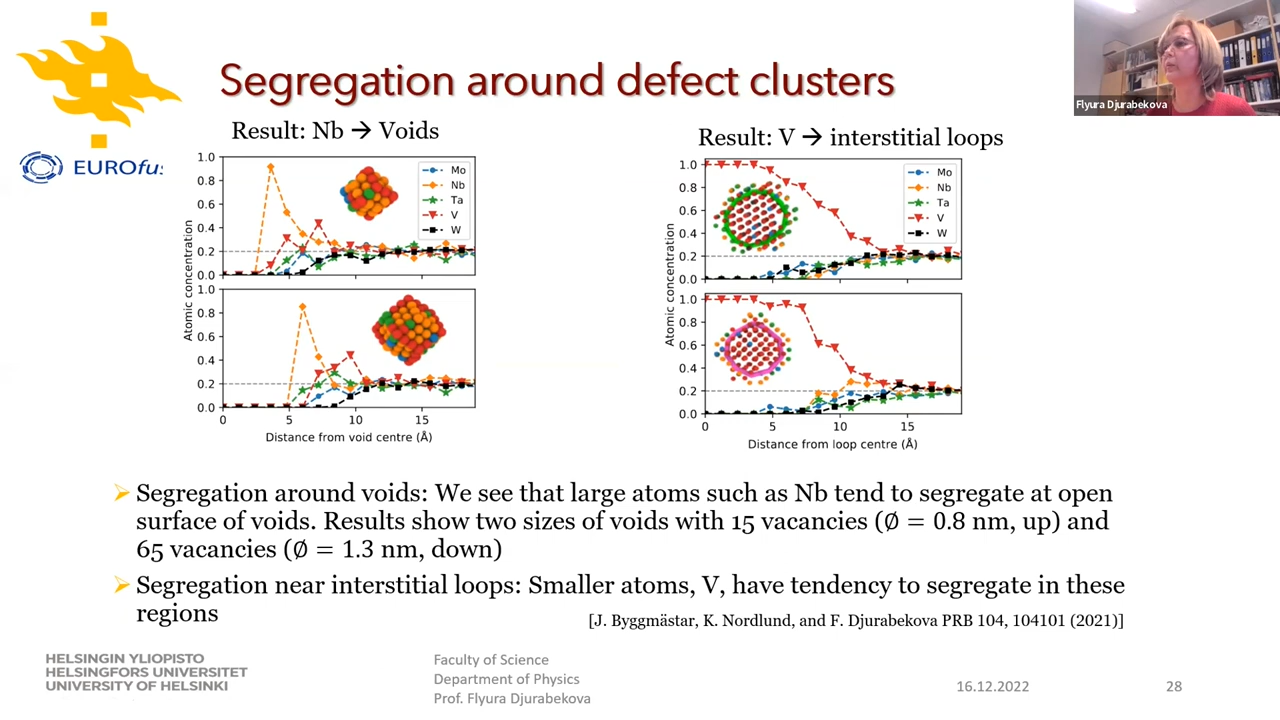 Segregation around defect clusters
Flyura Djurabekova
EUROfus
Result: Nb → Voids
Result: V → interstitial loops
Atomic concentration
1.0
0.8
0.6
0.4
0.2
0.0
Mo
Nb
Ta
V
W
1.0
0.8
0.6
0.4
0.2
0.0
0
5
10
15
Distance from void centre (Å)
Atomic concentration
1.0
0.8
0.6
0.4
0.2
0.0
Mo
Nb
Ta
V
W
1.0
0.8
0.6
0.4
0.2
0.0
0
5
10
15
Distance from loop centre (Å)
➢ Segregation around voids: We see that large atoms such as Nb tend to segregate at open
surface of voids. Results show two sizes of voids with 15 vacancies (∅ = 0.8 nm, up) and
65 vacancies (∅ = 1.3 nm, down)
➢ Segregation near interstitial loops: Smaller atoms, V, have tendency to segregate in these
regions
[J. Byggmästar, K. Nordlund, and F. Djurabekova PRB 104, 104101 (2021)]
HELSINGIN YLIOPISTO
HELSINGFORS UNIVERSITET
UNIVERSITY OF HELSINKI
Faculty of Science
Department of Physics
Prof. Flyura Djurabekova
16.12.2022
28